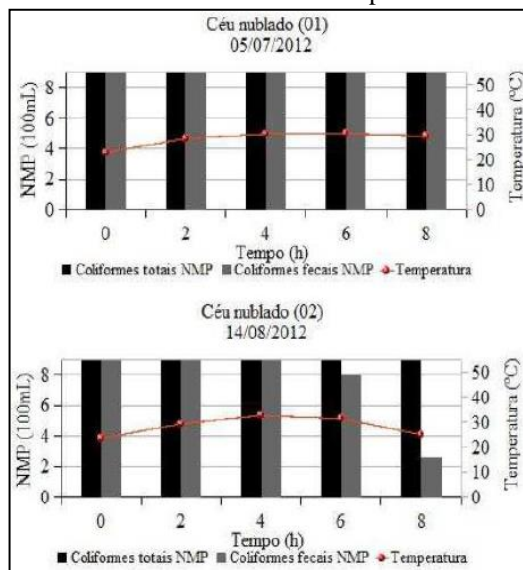 Céu nublado (01)
05/07/2012
NMP (100mL)
8
6
4
2
0
50
40
30
20
10
0
Temperatura (ºC)
0 2 4 6 8
Tempo (h)
Coliformes totais NMP Coliformes fecais NMP Temperatura
Céu nublado (02)
14/08/2012
NMP (100mL)
8
6
4
2
0
50
40
30
20
10
0
Temperatura (ºC)
0 2 4 6 8
Tempo (h)
Coliformes totais NMP Coliformes fecais NMP Temperatura